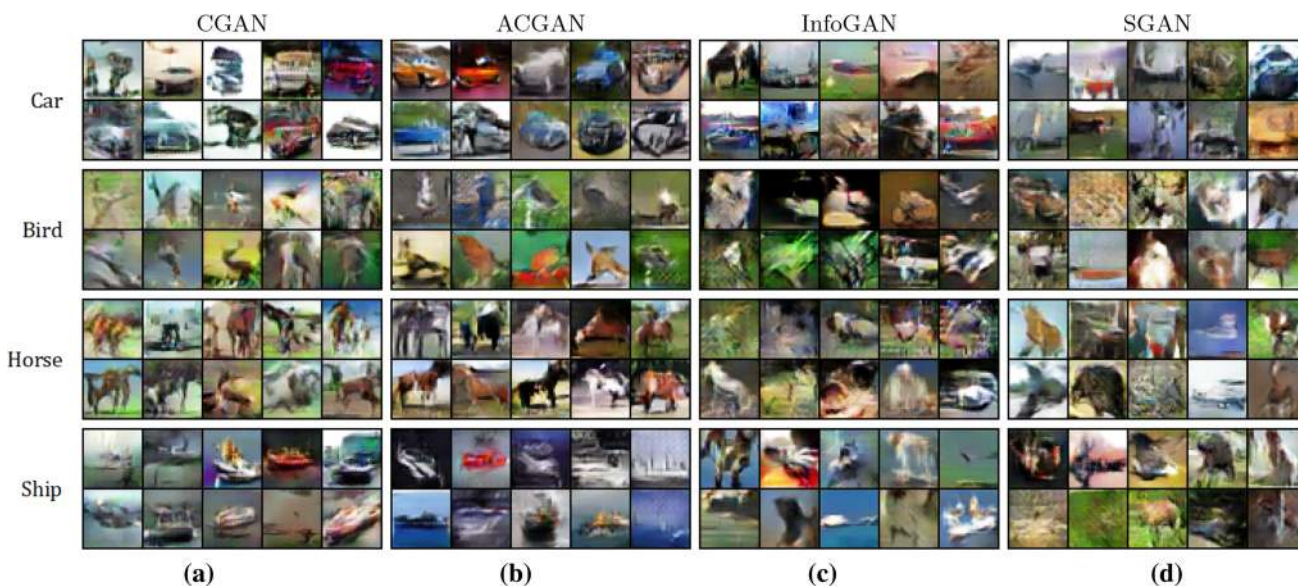 CGAN ACGAN InfoGAN SGAN
Car
Bird
Horse
Ship
(a) (b) (c) (d)